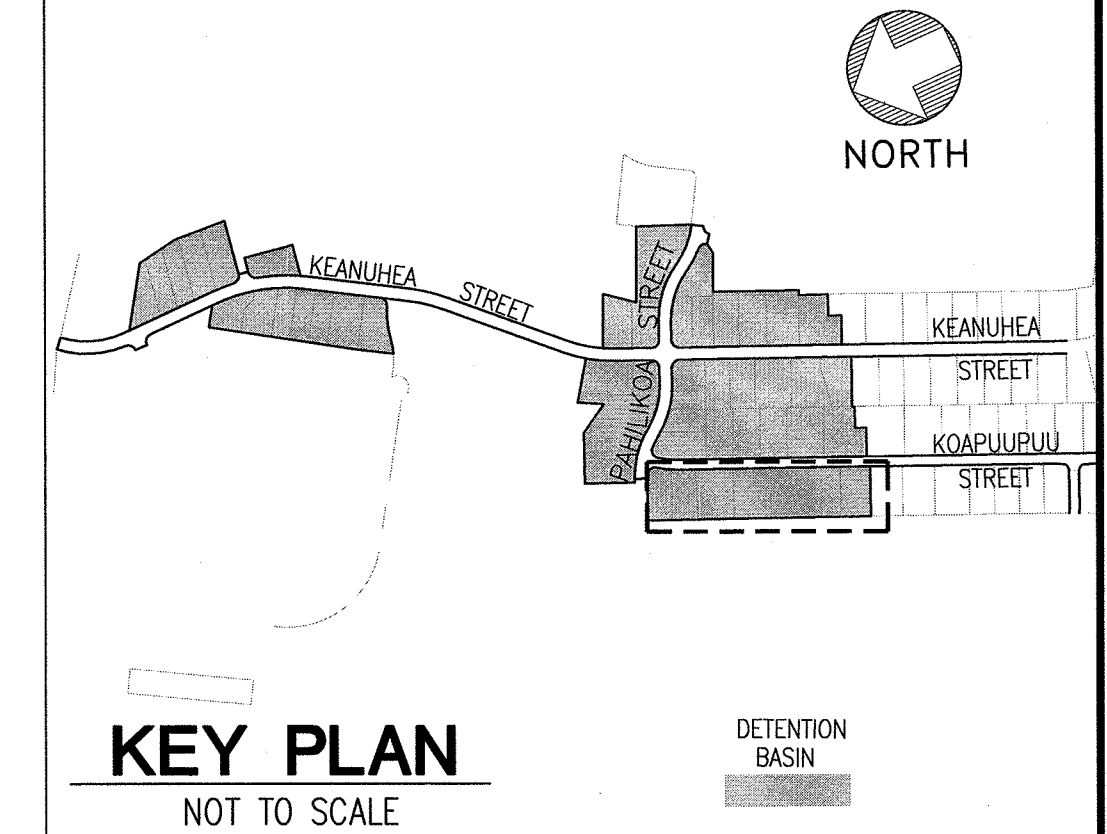 NORTH
KEANUHEA
STREET
PAHILIKOA STREET
KEANUHEA
STREET
KOAPUUPUU
STREET
KEY PLAN
NOT TO SCALE
DETENTION
BASIN